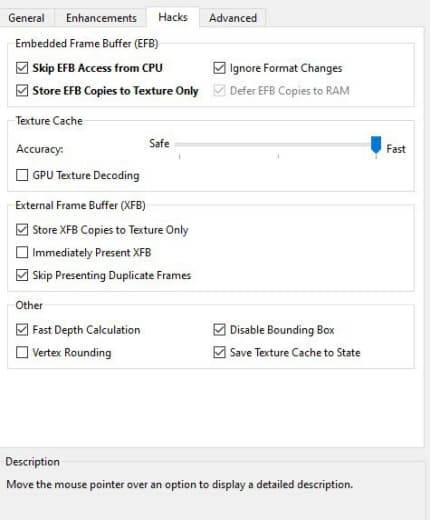 General Enhancements Hacks Advanced
Embedded Frame Buffer (EFB)
Skip EFB Access from CPU Ignore Format Changes
Store EFB Copies to Texture Only Defer EFB Copies to RAM
Texture Cache
Accuracy: Safe Fast
GPU Texture Decoding
External Frame Buffer (XFB)
Store XFB Copies to Texture Only
Immediately Present XFB
Skip Presenting Duplicate Frames
Other
Fast Depth Calculation Disable Bounding Box
Vertex Rounding Save Texture Cache to State
Description
Move the mouse pointer over an option to display a detailed description.